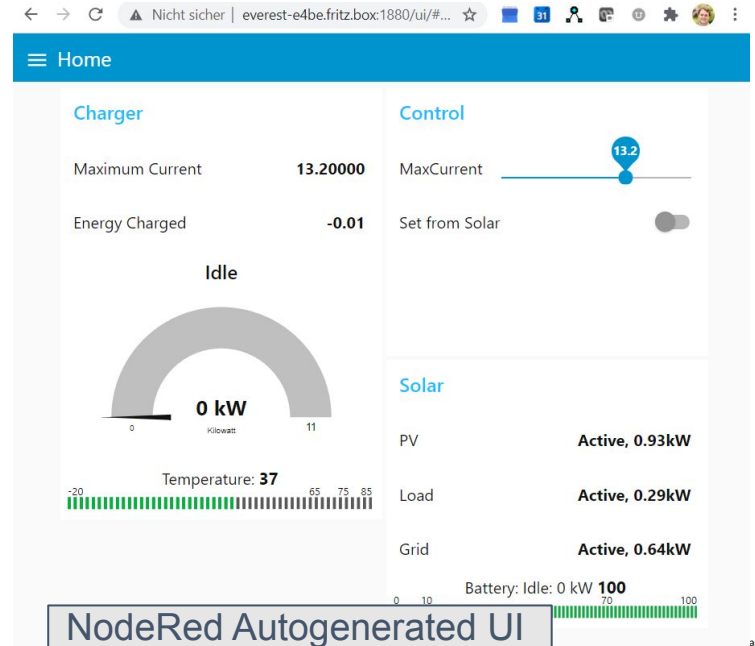 Nicht sicher | everest-e4be.fritz.box:1880/ui/#...
31
Home
Charger
Maximum Current 13.20000
Energy Charged -0.01
Idle
0 kW
0 Kilowatt 11
Temperature: 37
-20 65 75 85
Control
13.2
MaxCurrent
Set from Solar
Solar
PV Active, 0.93kW
Load Active, 0.29kW
Grid Active, 0.64kW
Battery: Idle: 0 kW 100
0 10 70 100
NodeRed Autogenerated UI
a